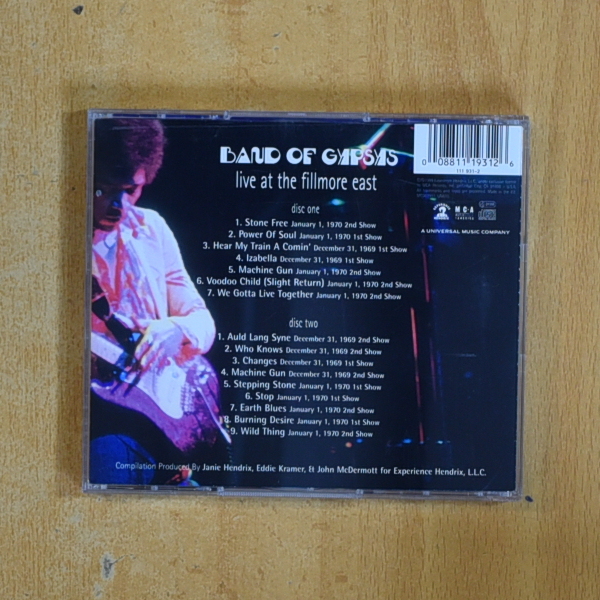 BAND OF GYPSYS
live at the fillmore east
disc one
1. Stone Free January 1, 1970 2nd Show
2. Power Of Soul January 1, 1970 1st Show
3. Hear My Train A Comin' December 31, 1969 1st Show
4. Izabella December 31, 1969 1st Show
5. Machine Gun January 1, 1970 2nd Show
6. Voodoo Child (Slight Return) January 1, 1970 2nd Show
7. We Gotta Live Together January 1, 1970 2nd Show
disc two
1. Auld Lang Syne December 31, 1969 2nd Show
2. Who Knows December 31, 1969 2nd Show
3. Changes December 31, 1969 1st Show
4. Machine Gun December 31, 1969 2nd Show
5. Stepping Stone January 1, 1970 1st Show
6. Stop January 1, 1970 1st Show
7. Earth Blues January 1, 1970 2nd Show
8. Burning Desire January 1, 1970 1st Show
9. Wild Thing January 1, 1970 2nd Show
Compilation Produced By Janie Hendrix, Eddie Kramer, & John McDermott for Experience Hendrix, L.L.C.
0 08811 19312 6
111 931-2
MCA
A UNIVERSAL MUSIC COMPANY